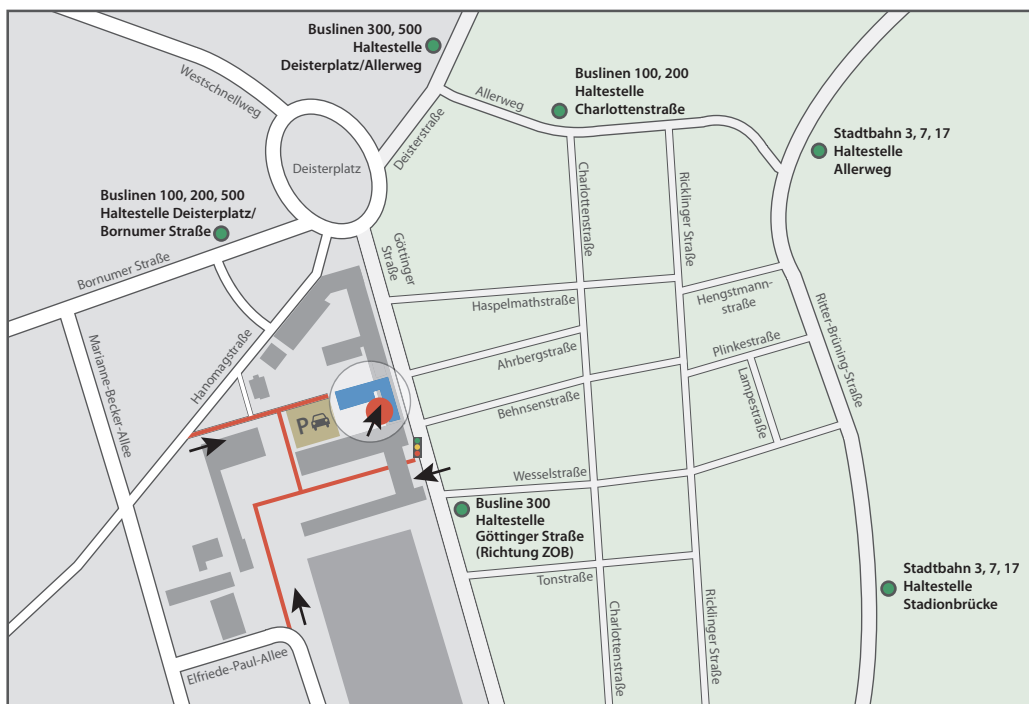 Buslinen 300, 500
Haltestelle
Deisterplatz/Allerweg
Westschnellweg
Allerweg
Buslinen 100, 200
Haltestelle
Charlottenstraße
Stadtbahn 3, 7, 17
Haltestelle
Allerweg
Deisterstraße
Deisterplatz
Buslinen 100, 200, 500
Haltestelle Deisterplatz/
Bornumer Straße
Charlottenstraße
Ricklinger Straße
Göttinger
Straße
Bornumer Straße
Haspelmathstraße
Hengstmann-
straße
Ritter-Brüning-Straße
Marianne-Becker-Allee
Hanomagstraße
Ahrbergstraße
Plinkestraße
Lampestraße
Behnsenstraße
P
Wesselstraße
Busline 300
Haltestelle
Göttinger Straße
(Richtung ZOB)
Tonstraße
Stadtbahn 3, 7, 17
Haltestelle
Stadionbrücke
Charlottenstraße
Ricklinger Straße
Elfriede-Paul-Allee